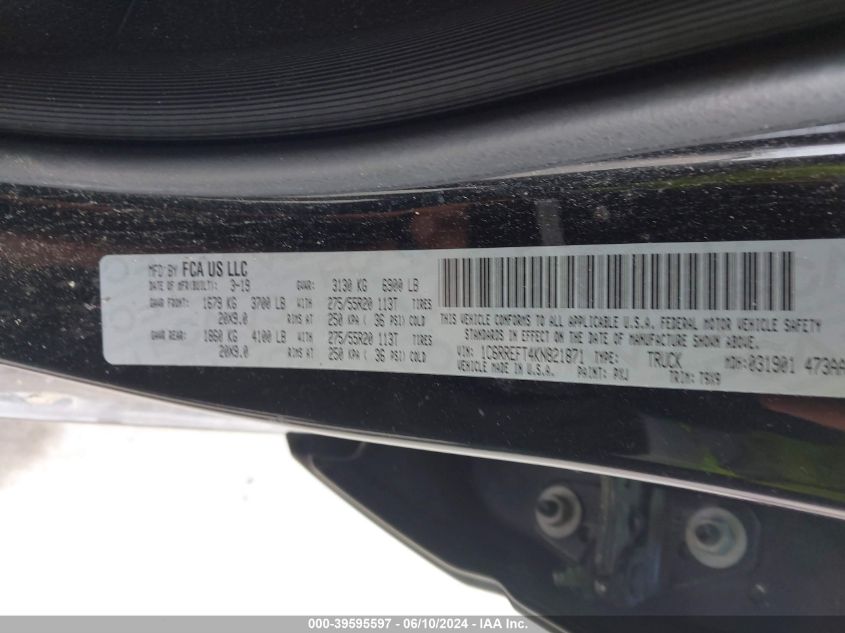 MFD BY FCA US LLC
DATE OF MFR(BUILT): 3-19 GVWR: 3130 KG 6900 LB
GAWR FRONT: 1679 KG 3700 LB WITH 275/55R20 113T TIRES
20X9.0 RIMS AT 250 KPA ( 36 PSI) COLD
GAWR REAR: 1860 KG 4100 LB WITH 275/55R20 113T TIRES
20X9.0 RIMS AT 250 KPA ( 36 PSI) COLD
THIS VEHICLE CONFORMS TO ALL APPLICABLE U.S.A. FEDERAL MOTOR VEHICLE SAFETY
STANDARDS IN EFFECT ON THE DATE OF MANUFACTURE SHOWN ABOVE.
VIN: 1C6RREFT4KN821871 TYPE: TRUCK MDH: 031901 473AA
VEHICLE MADE IN U.S.A. PAINT: PXJ TRIM: T9X9
000-39595597 - 06/10/2024 - IAA Inc.